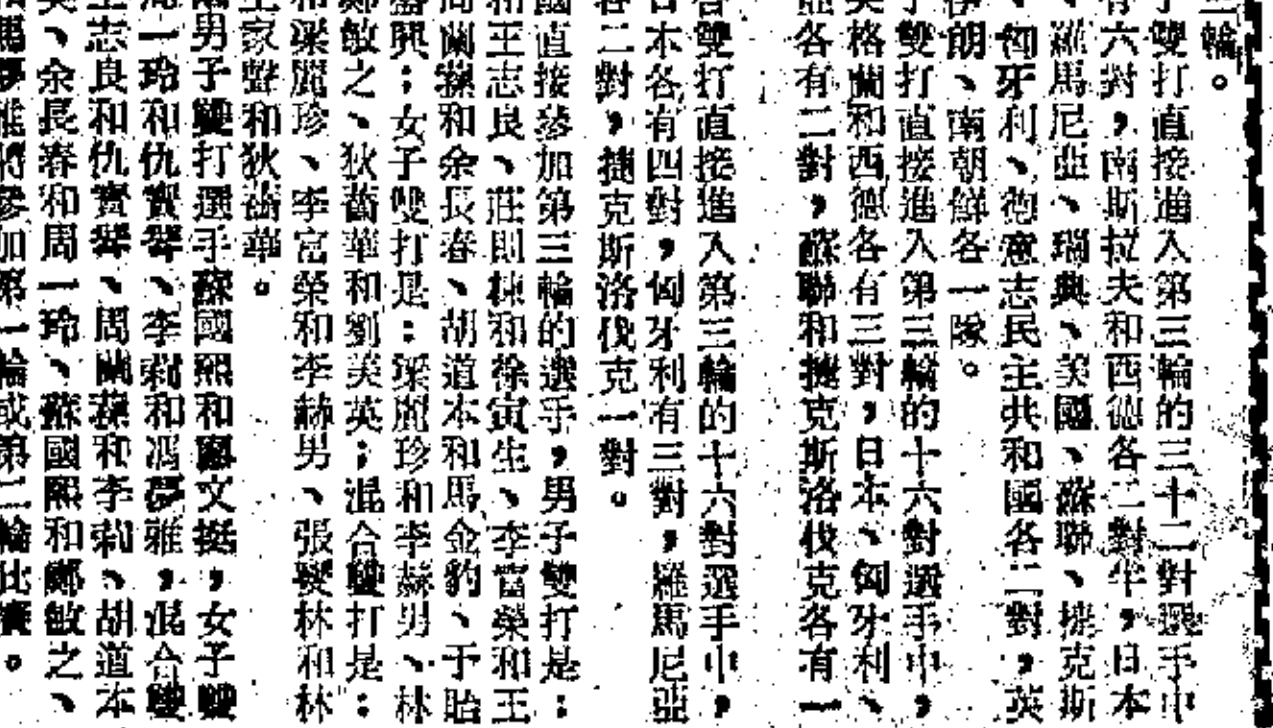 三輪。
子雙打直接進入第三輪的三十二對選手中
有六對，南斯拉夫和西德各二對半，日本
、羅馬尼亞、瑞典、美國、蘇聯、捷克斯
、匈牙利、德意志民主共和國各二對，英
伊朗、南朝鮮各一隊。
子雙打直接進入第三輪的十六對選手中，
英格蘭和西德各有三對，日本、匈牙利、
亞各有二對，蘇聯和捷克斯洛伐克各有一
合雙打直接進入第三輪的十六對選手中，
日本各有四對，匈牙利有三對，羅馬尼亞
各二對，捷克斯洛伐克一對。
國直接參加第三輪的選手，男子雙打是：
和王志良、莊則棟和徐寅生、李富榮和王
周蘭蓀和余長春、胡道本和馬金豹、于貽
盛興；女子雙打是：梁麗珍和李赫男、林
鄭敏之、狄薔華和劉美英；混合雙打是：
和梁麗珍、李富榮和李赫男、張燮林和林
王家聲和狄薔華。
男子雙打選手蘇國熙和廖文挺，女子雙
周一玲和仇寶琴、李莉和馮夢雅，混合雙
王志良和仇寶琴、周蘭蓀和李莉、胡道本
英、余長春和周一玲、蘇國熙和鄭敏之、
馮夢雅將參加第一輪或第二輪比賽。